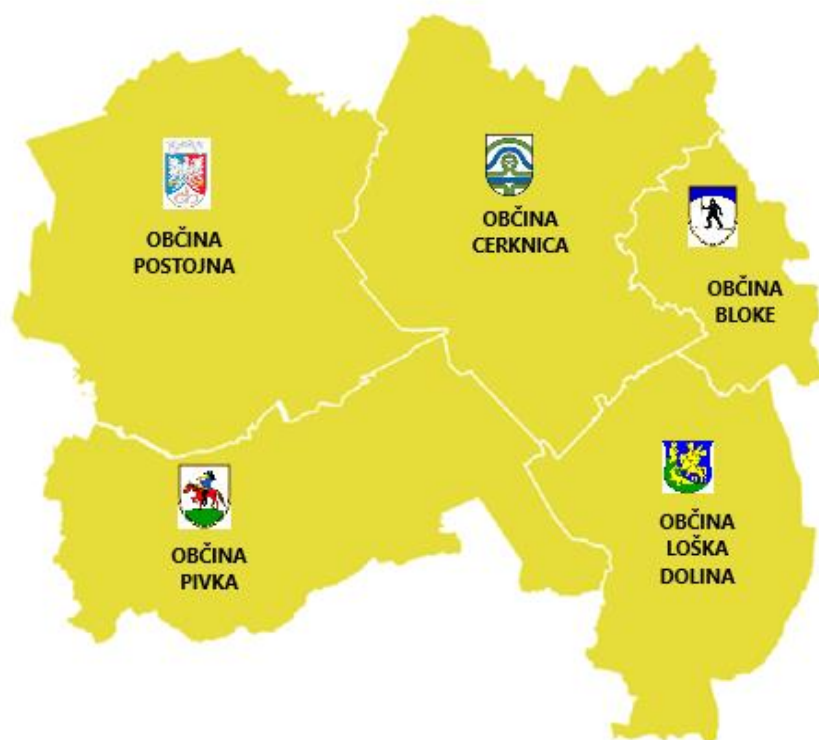 OBČINA
POSTOJNA
OBČINA
CERKNICA
OBČINA
BLOKE
OBČINA
PIVKA
OBČINA
LOŠKA
DOLINA